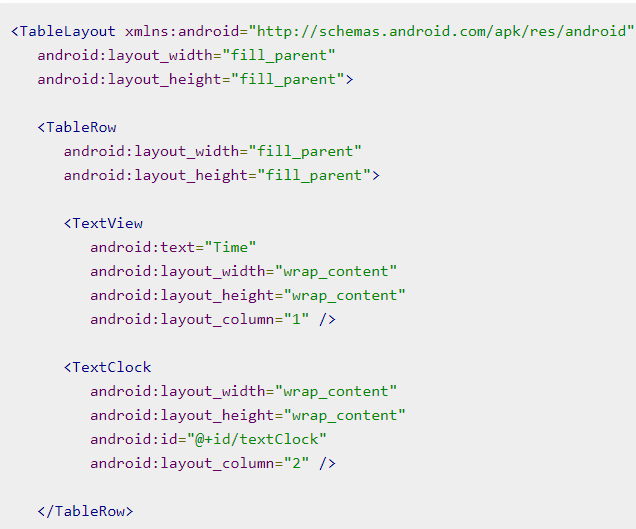 <TableLayout xmlns:android="http://schemas.android.com/apk/res/android"
   android:layout_width="fill_parent"
   android:layout_height="fill_parent">

   <TableRow
      android:layout_width="fill_parent"
      android:layout_height="fill_parent">

      <TextView
         android:text="Time"
         android:layout_width="wrap_content"
         android:layout_height="wrap_content"
         android:layout_column="1" />

      <TextClock
         android:layout_width="wrap_content"
         android:layout_height="wrap_content"
         android:id="@+id/textClock"
         android:layout_column="2" />

   </TableRow>